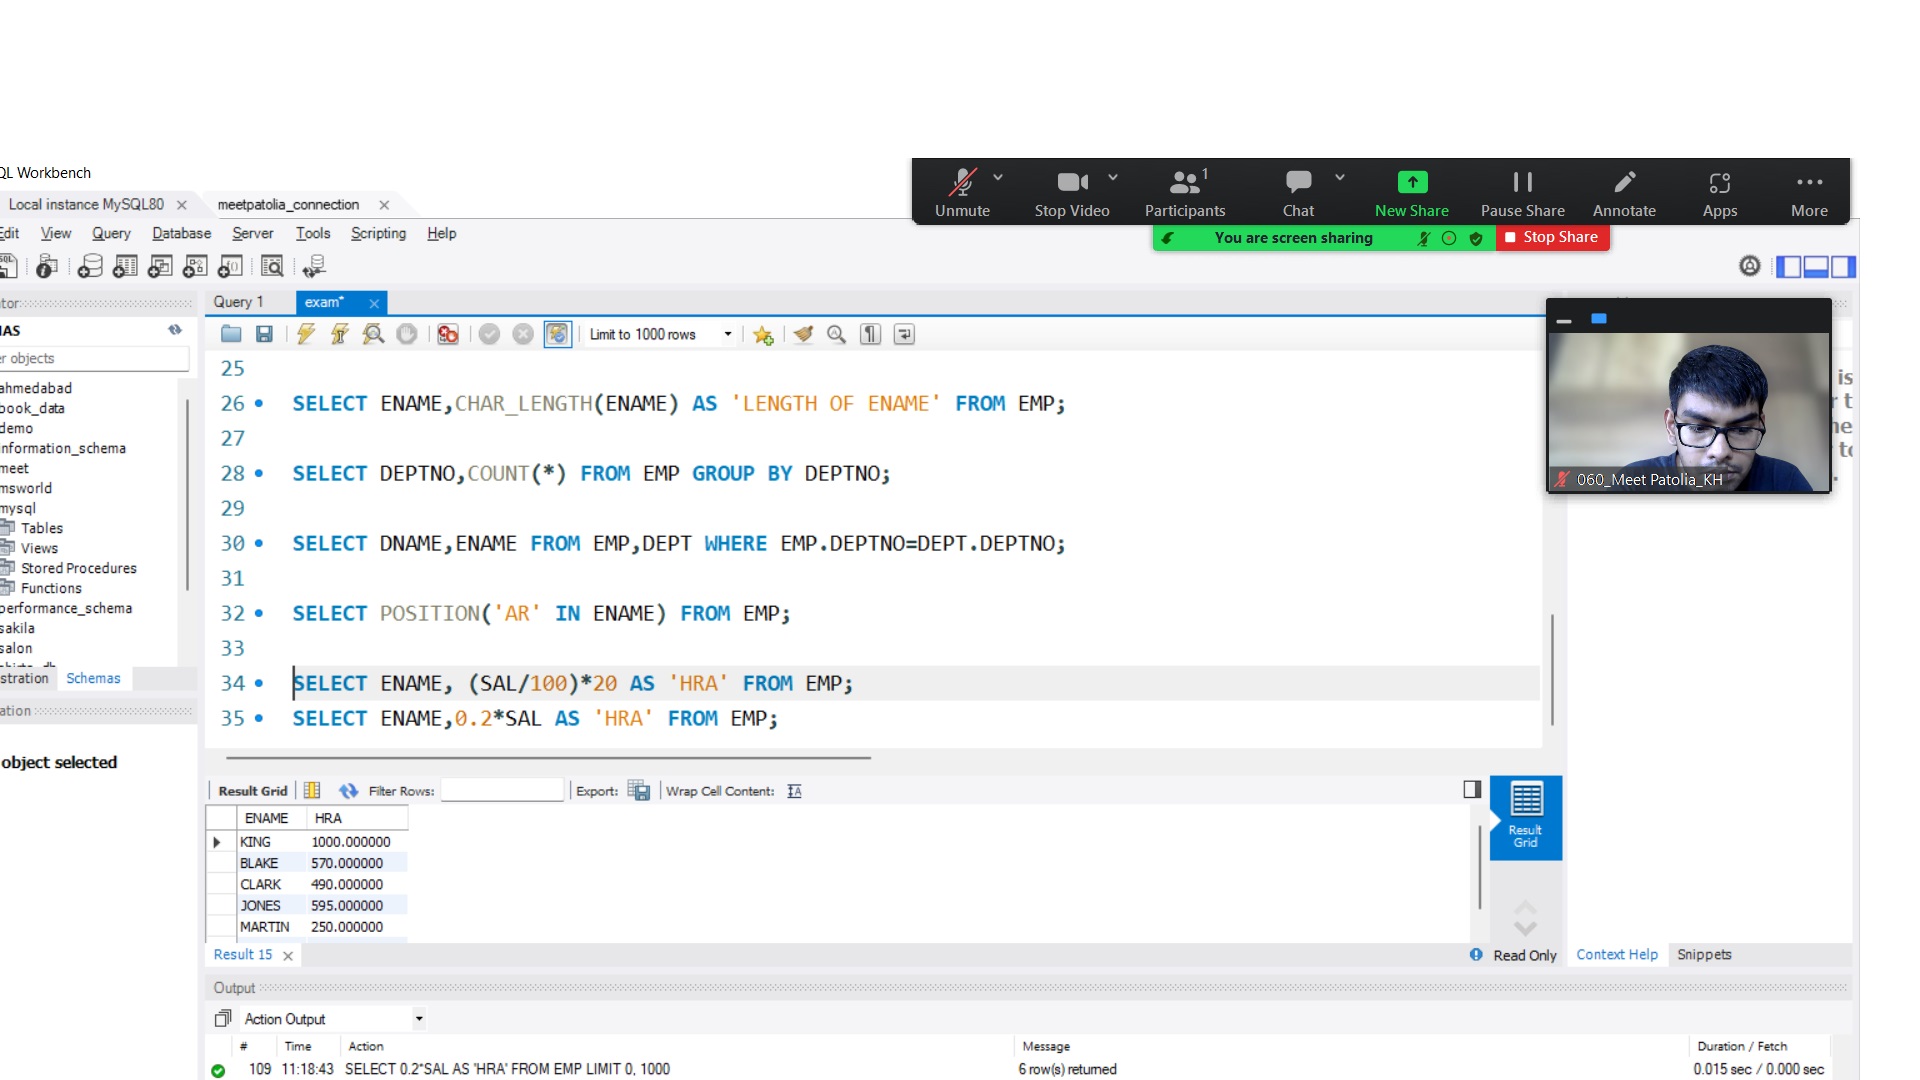 QL Workbench
Local instance MySQL80
meetpatolia_connection
Edit View Query Database Server Tools Scripting Help
Unmute Stop Video Participants 1 Chat New Share Pause Share Annotate Apps More
You are screen sharing Stop Share
Query 1 exam*
Limit to 1000 rows
25
26 SELECT ENAME,CHAR_LENGTH(ENAME) AS 'LENGTH OF ENAME' FROM EMP;
27
28 SELECT DEPTNO,COUNT(*) FROM EMP GROUP BY DEPTNO;
29
30 SELECT DNAME,ENAME FROM EMP,DEPT WHERE EMP.DEPTNO=DEPT.DEPTNO;
31
32 SELECT POSITION('AR' IN ENAME) FROM EMP;
33
34 SELECT ENAME, (SAL/100)*20 AS 'HRA' FROM EMP;
35 SELECT ENAME,0.2*SAL AS 'HRA' FROM EMP;
ator
AS
er objects
ahmedabad
book_data
demo
information_schema
meet
msworld
mysql
Tables
Views
Stored Procedures
Functions
performance_schema
sakila
salon
stration Schemas
ation
object selected
060_Meet Patolia_KH
is
r t
he
to
Result Grid Filter Rows: Export: Wrap Cell Content:
ENAME HRA
KING 1000.000000
BLAKE 570.000000
CLARK 490.000000
JONES 595.000000
MARTIN 250.000000
Result Grid
Result 15
Read Only
Context Help Snippets
Output
Action Output
# Time Action Message Duration / Fetch
109 11:18:43 SELECT 0.2*SAL AS 'HRA' FROM EMP LIMIT 0, 1000 6 row(s) returned 0.015 sec / 0.000 sec